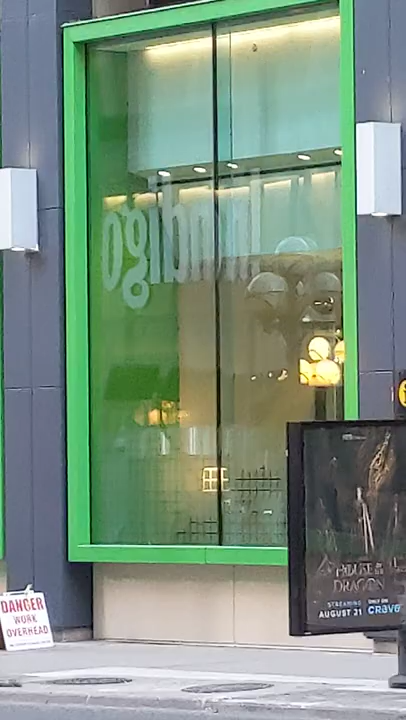 Indigo
DANGER
WORK
OVERHEAD
HOUSE OF THE
DRAGON
STREAMING
AUGUST 21
ONLY ON
CRAVE